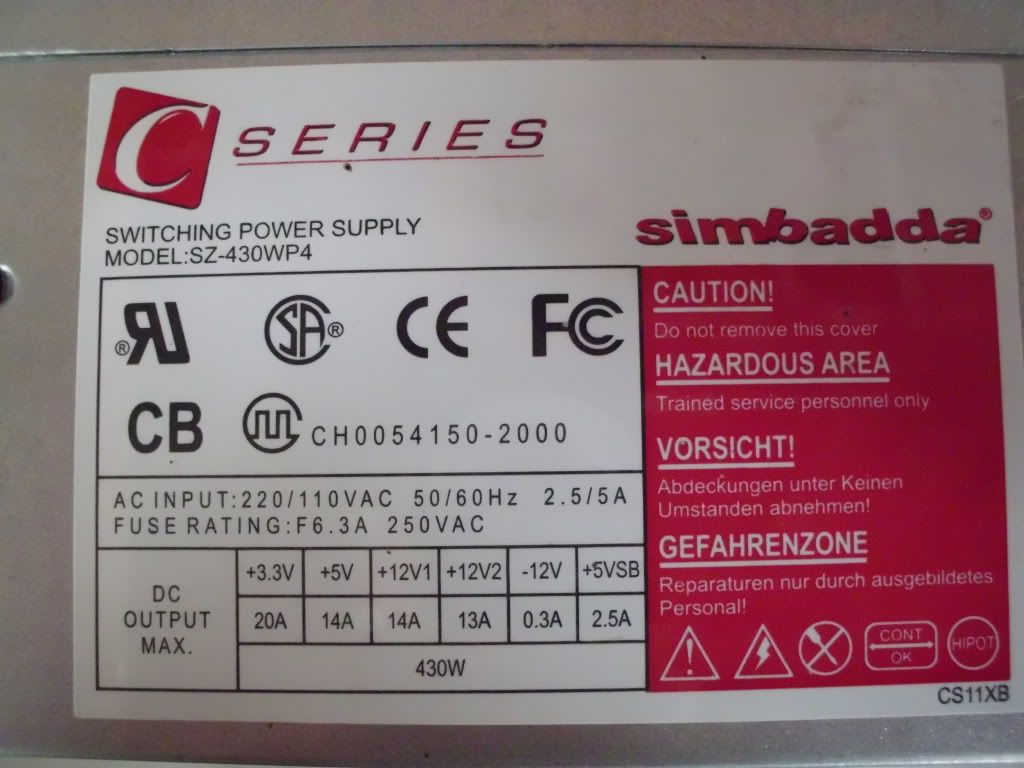 C SERIES
SWITCHING POWER SUPPLY
MODEL:SZ-430WP4
simbadda®
®UR
SA® CE FC
CB CH0054150-2000
AC INPUT:220/110VAC 50/60Hz 2.5/5A
FUSE RATING:F6.3A 250VAC
DC OUTPUT MAX.
+3.3V +5V +12V1 +12V2 -12V +5VSB
20A 14A 14A 13A 0.3A 2.5A
430W
CAUTION!
Do not remove this cover
HAZARDOUS AREA
Trained service personnel only
VORSICHT!
Abdeckungen unter Keinen
Umstanden abnehmen!
GEFAHRENZONE
Reparaturen nur durch ausgebildetes
Personal!
CONT
OK
HIPOT
CS11XB